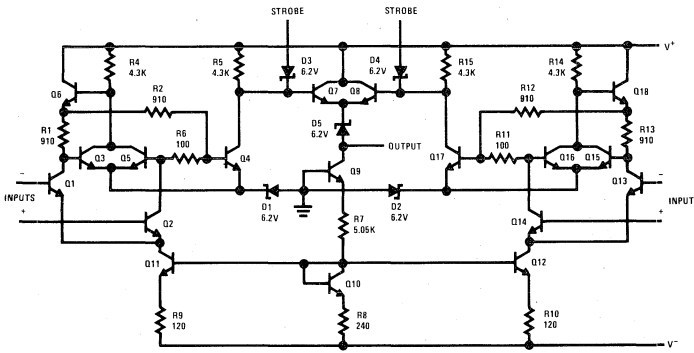 STROBE STROBE
V+
R4
4.3K
R5
4.3K
D3
6.2V
D4
6.2V
R15
4.3K
R14
4.3K
Q6
Q7
Q8
Q18
R2
910
R12
910
R1
910
R6
100
D5
6.2V
R11
100
R13
910
OUTPUT
Q3
Q5
Q4
Q17
Q16
Q15
Q1
Q9
Q13
−
INPUTS
+
D1
6.2V
D2
6.2V
−
INPUT
+
Q2
Q14
R7
5.05K
Q11
Q12
Q10
R9
120
R8
240
R10
120
V−